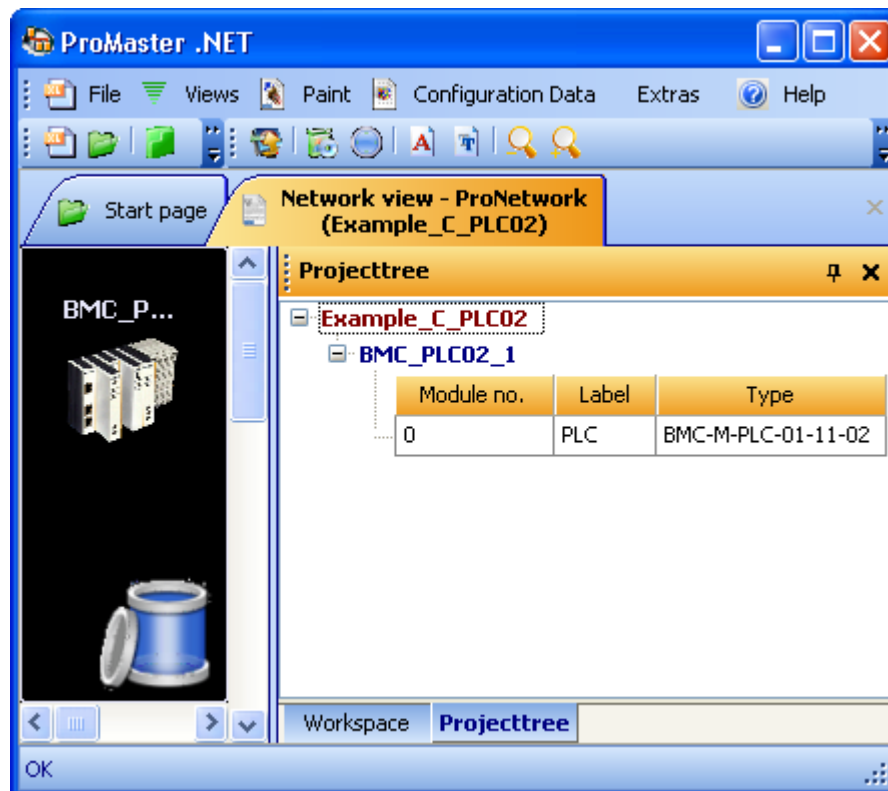 ProMaster .NET
File Views Paint Configuration Data Extras Help
Start page
Network view - ProNetwork
(Example_C_PLC02)
BMC_P...
Projecttree
Example_C_PLC02
BMC_PLC02_1
Module no. Label Type
0 PLC BMC-M-PLC-01-11-02
Workspace Projecttree
OK